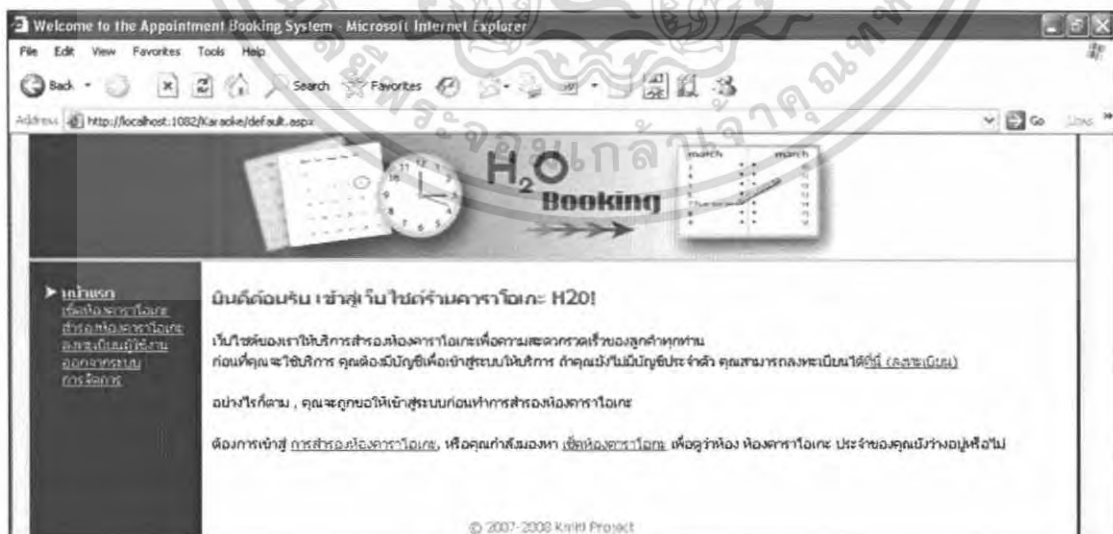 Welcome to the Appointment Booking System - Microsoft Internet Explorer
File Edit View Favorites Tools Help
Back Search Favorites
Address http://localhost:1082/Karaoke/default.aspx Go Links
H2O
Booking
march march
หน้าแรก
เช็คห้องคาราโอเกะ
สำรองห้องคาราโอเกะ
ลงทะเบียนผู้ใช้งาน
ออกจากระบบ
การจัดการ
ยินดีต้อนรับ เข้าสู่เว็บไซต์ร้านคาราโอเกะ H2O!
เว็บไซต์ของเราให้บริการสำรองห้องคาราโอเกะเพื่อความสะดวกรวดเร็วของลูกค้าทุกท่าน
ก่อนที่คุณจะใช้บริการ คุณต้องมีบัญชีเพื่อเข้าสู่ระบบให้บริการ ถ้าคุณยังไม่มีบัญชีประจำตัว คุณสามารถลงทะเบียนได้ที่นี่ (ลงทะเบียน)
อย่างไรก็ตาม , คุณจะถูกขอให้เข้าสู่ระบบก่อนทำการสำรองห้องคาราโอเกะ
ต้องการเข้าสู่ การสำรองห้องคาราโอเกะ, หรือคุณกำลังมองหา เช็คห้องคาราโอเกะ เพื่อดูว่าห้อง ห้องคาราโอเกะ ประจำของคุณยังว่างอยู่หรือไม่
© 2007-2008 Kmitl Project